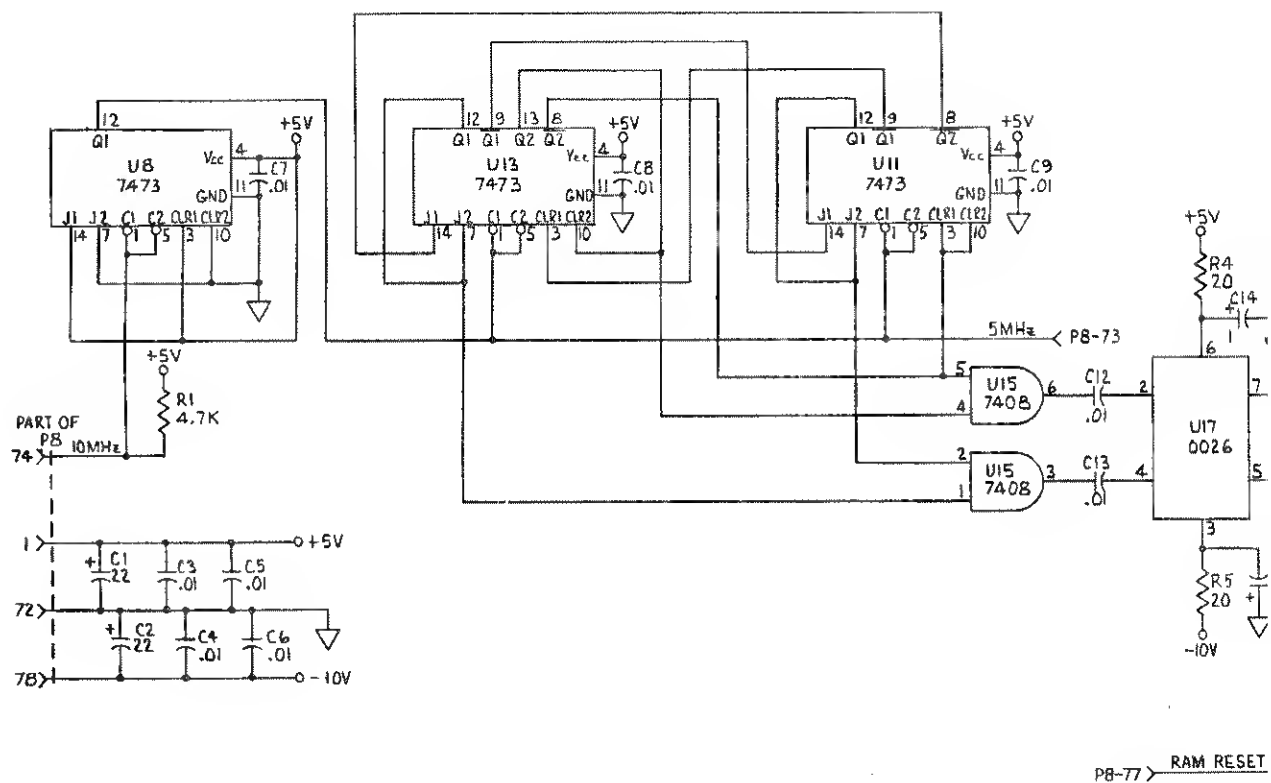 12
Q1
U8
7473
4
VCC
+5V
C7
.01
11
GND
J1 J2 C1 C2 CLR1 CLR2
14 7 1 5 3 10
12 9 13 8
Q1 Q1 Q2 Q2
U13
7473
4
VCC
+5V
C8
.01
11
GND
J1 J2 C1 C2 CLR1 CLR2
14 7 1 5 3 10
12 9 8
Q1 Q1 Q2
U11
7473
4
VCC
+5V
C9
.01
11
GND
J1 J2 C1 C2 CLR1 CLR2
14 7 1 5 3 10
+5V
R4
20
C14
+
1
6
5MHz
P8-73
+5V
R1
4.7K
PART OF
P8
74
10MHz
5
4
U15
7408
6
C12
.01
2
U17
0026
7
2
1
U15
7408
3
C13
.01
4
5
3
R5
20
+
-10V
1
+5V
+ C1
22
C3
.01
C5
.01
72
+ C2
22
C4
.01
C6
.01
78
-10V
P8-77 RAM RESET